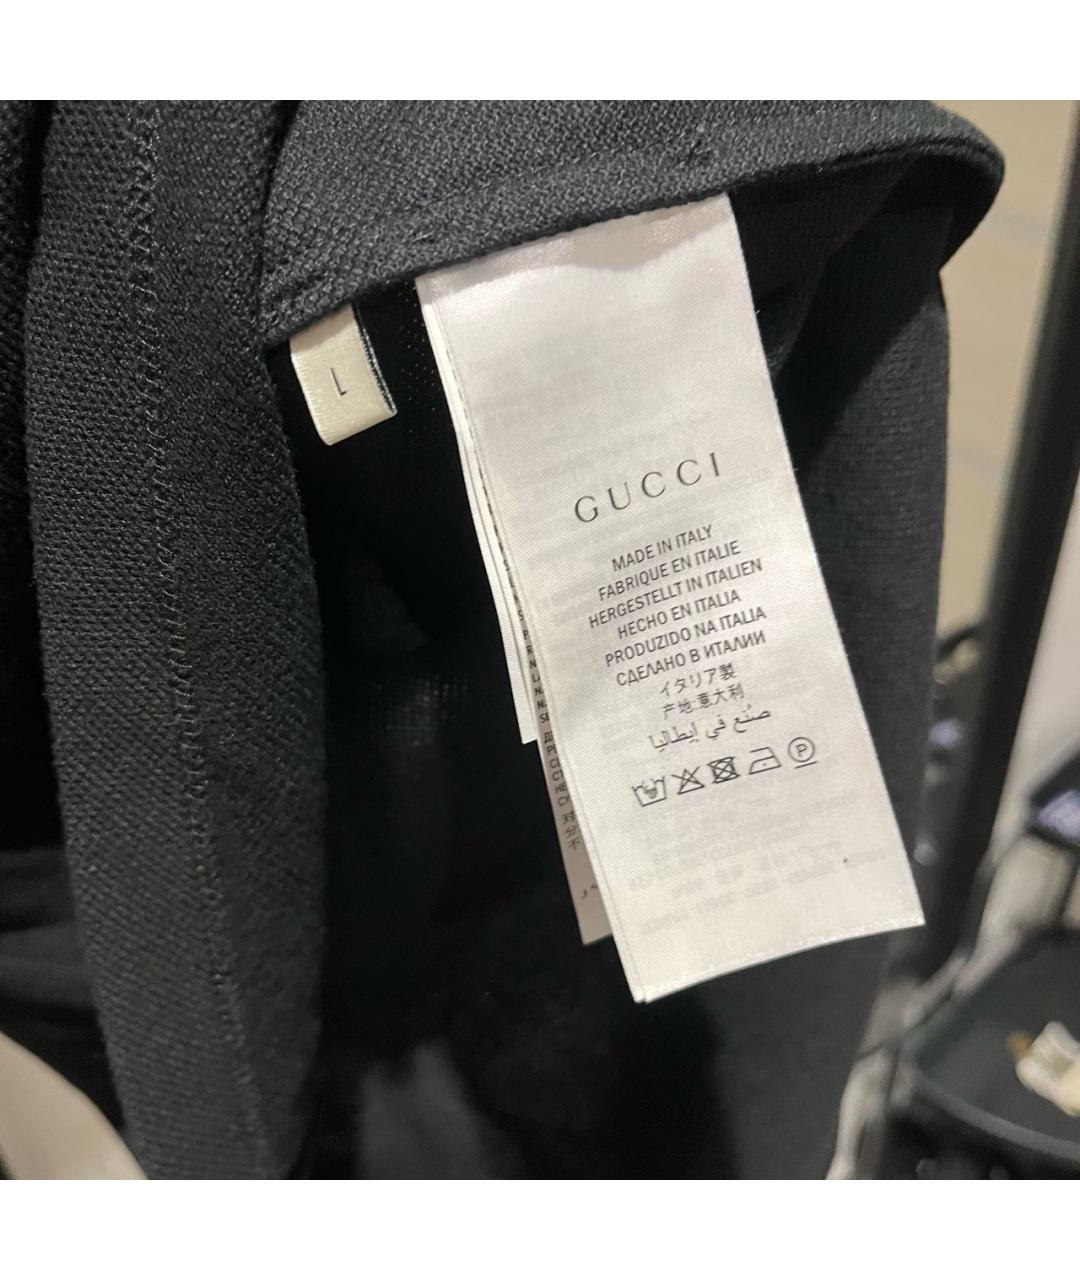 L
GUCCI
MADE IN ITALY
FABRIQUE EN ITALIE
HERGESTELLT IN ITALIEN
HECHO EN ITALIA
PRODUZIDO NA ITALIA
СДЕЛАНО В ИТАЛИИ
イタリア製
产地:意大利
صنع في إيطاليا
P